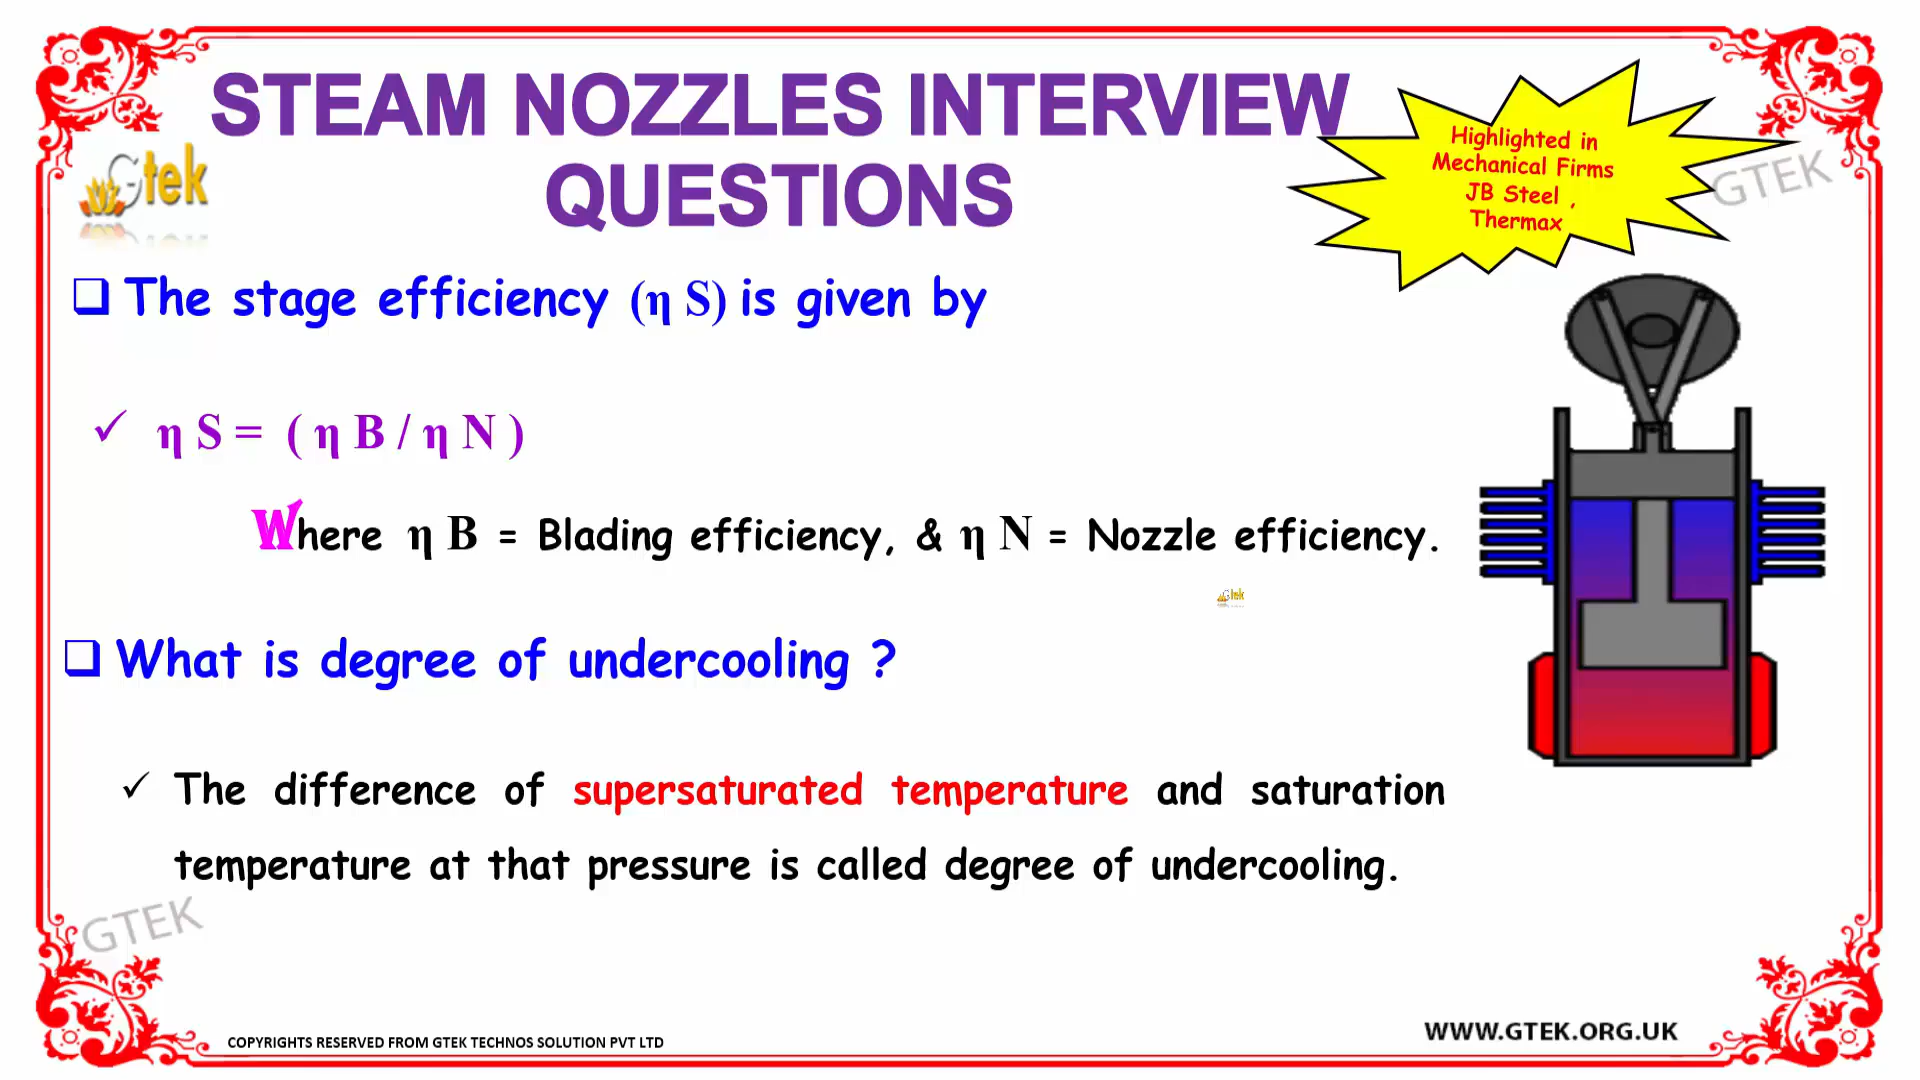 STEAM NOZZLES INTERVIEW
QUESTIONS
Highlighted in
Mechanical Firms
JB Steel ,
Thermax
GTEK
Gtek
The stage efficiency (η S) is given by
η S = ( η B / η N )
Where η B = Blading efficiency, & η N = Nozzle efficiency.
Gtek
What is degree of undercooling ?
The difference of supersaturated temperature and saturation
temperature at that pressure is called degree of undercooling.
GTEK
COPYRIGHTS RESERVED FROM GTEK TECHNOS SOLUTION PVT LTD
WWW.GTEK.ORG.UK